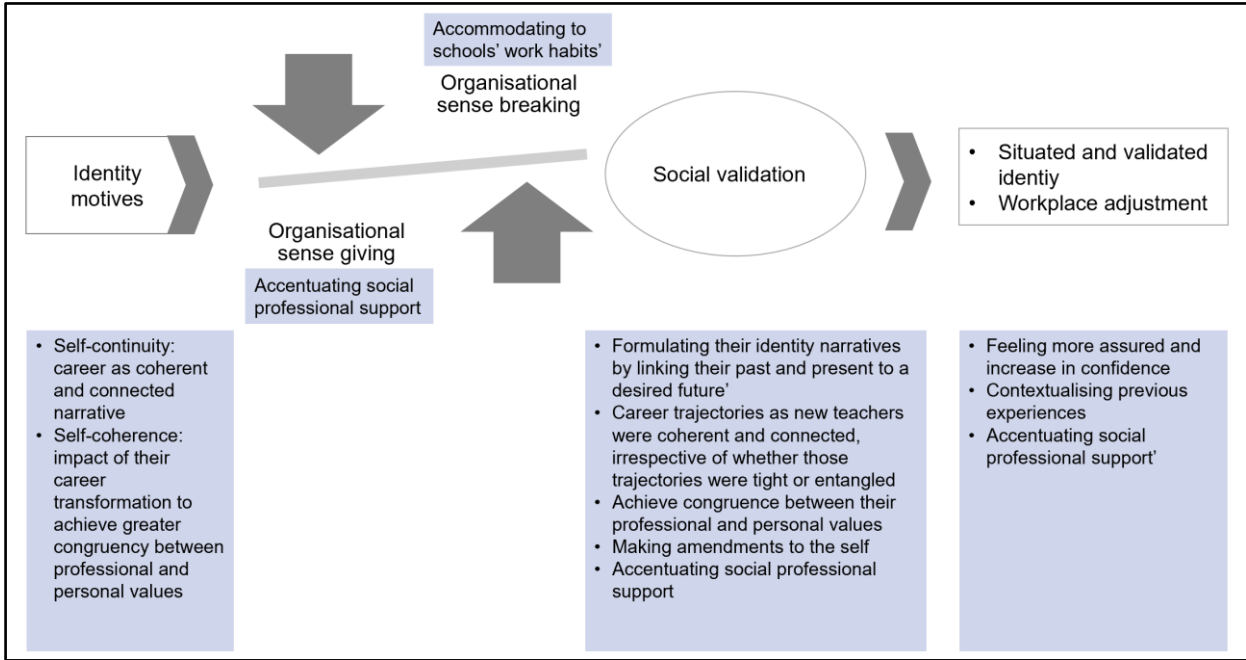 Accommodating to
schools’ work habits’
Organisational
sense breaking
Identity
motives
Social validation
• Situated and validated
identiy
• Workplace adjustment
Organisational
sense giving
Accentuating social
professional support
• Self-continuity:
career as coherent
and connected
narrative
• Self-coherence:
impact of their
career
transformation to
achieve greater
congruency between
professional and
personal values
• Formulating their identity narratives
by linking their past and present to a
desired future’
• Career trajectories as new teachers
were coherent and connected,
irrespective of whether those
trajectories were tight or entangled
• Achieve congruence between their
professional and personal values
• Making amendments to the self
• Accentuating social professional
support
• Feeling more assured and
increase in confidence
• Contextualising previous
experiences
• Accentuating social
professional support’